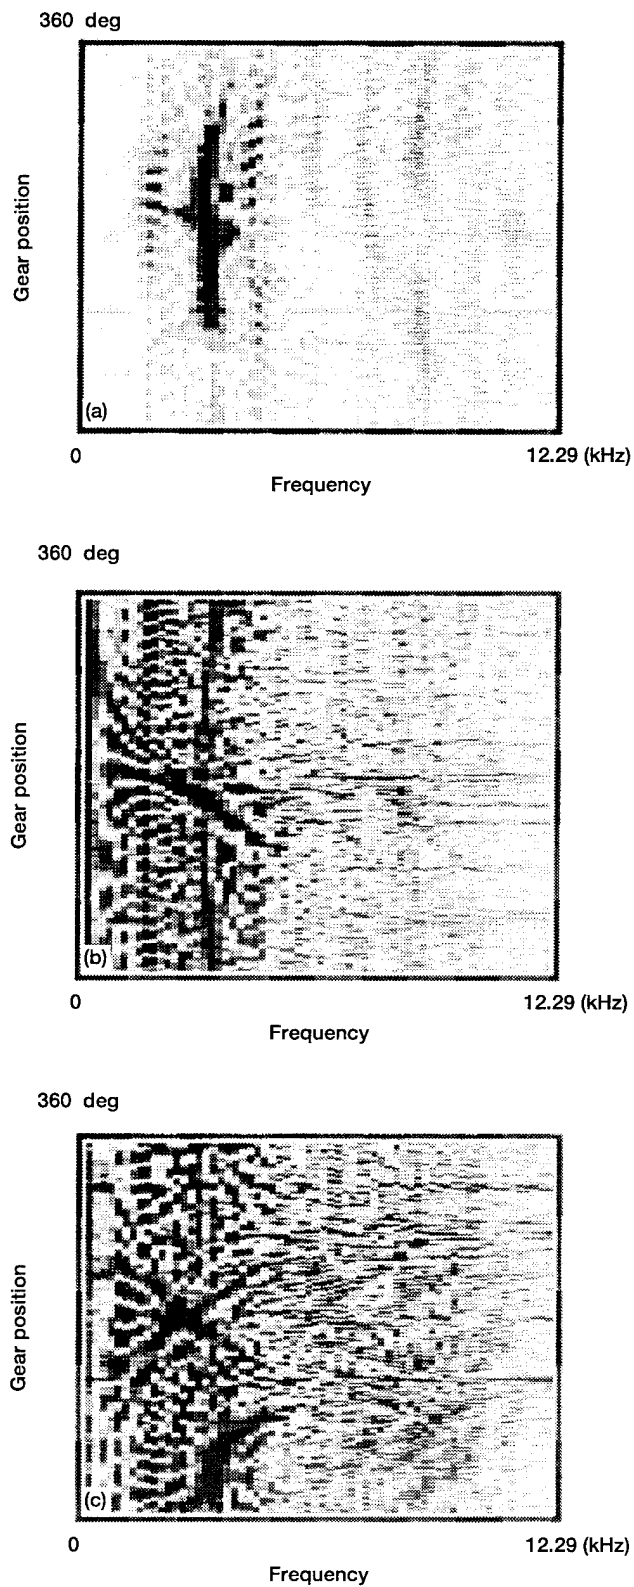 360 deg
Gear position
(a)
0
12.29 (kHz)
Frequency
360 deg
Gear position
(b)
0
12.29 (kHz)
Frequency
360 deg
Gear position
(c)
0
12.29 (kHz)
Frequency